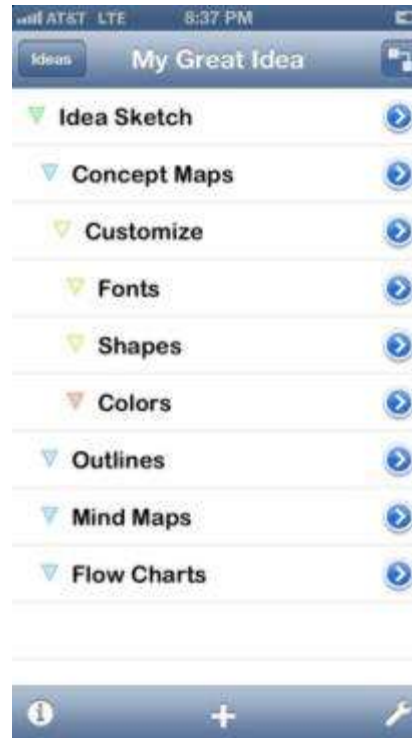 AT&T LTE 8:37 PM
Ideas My Great Idea
Idea Sketch
Concept Maps
Customize
Fonts
Shapes
Colors
Outlines
Mind Maps
Flow Charts